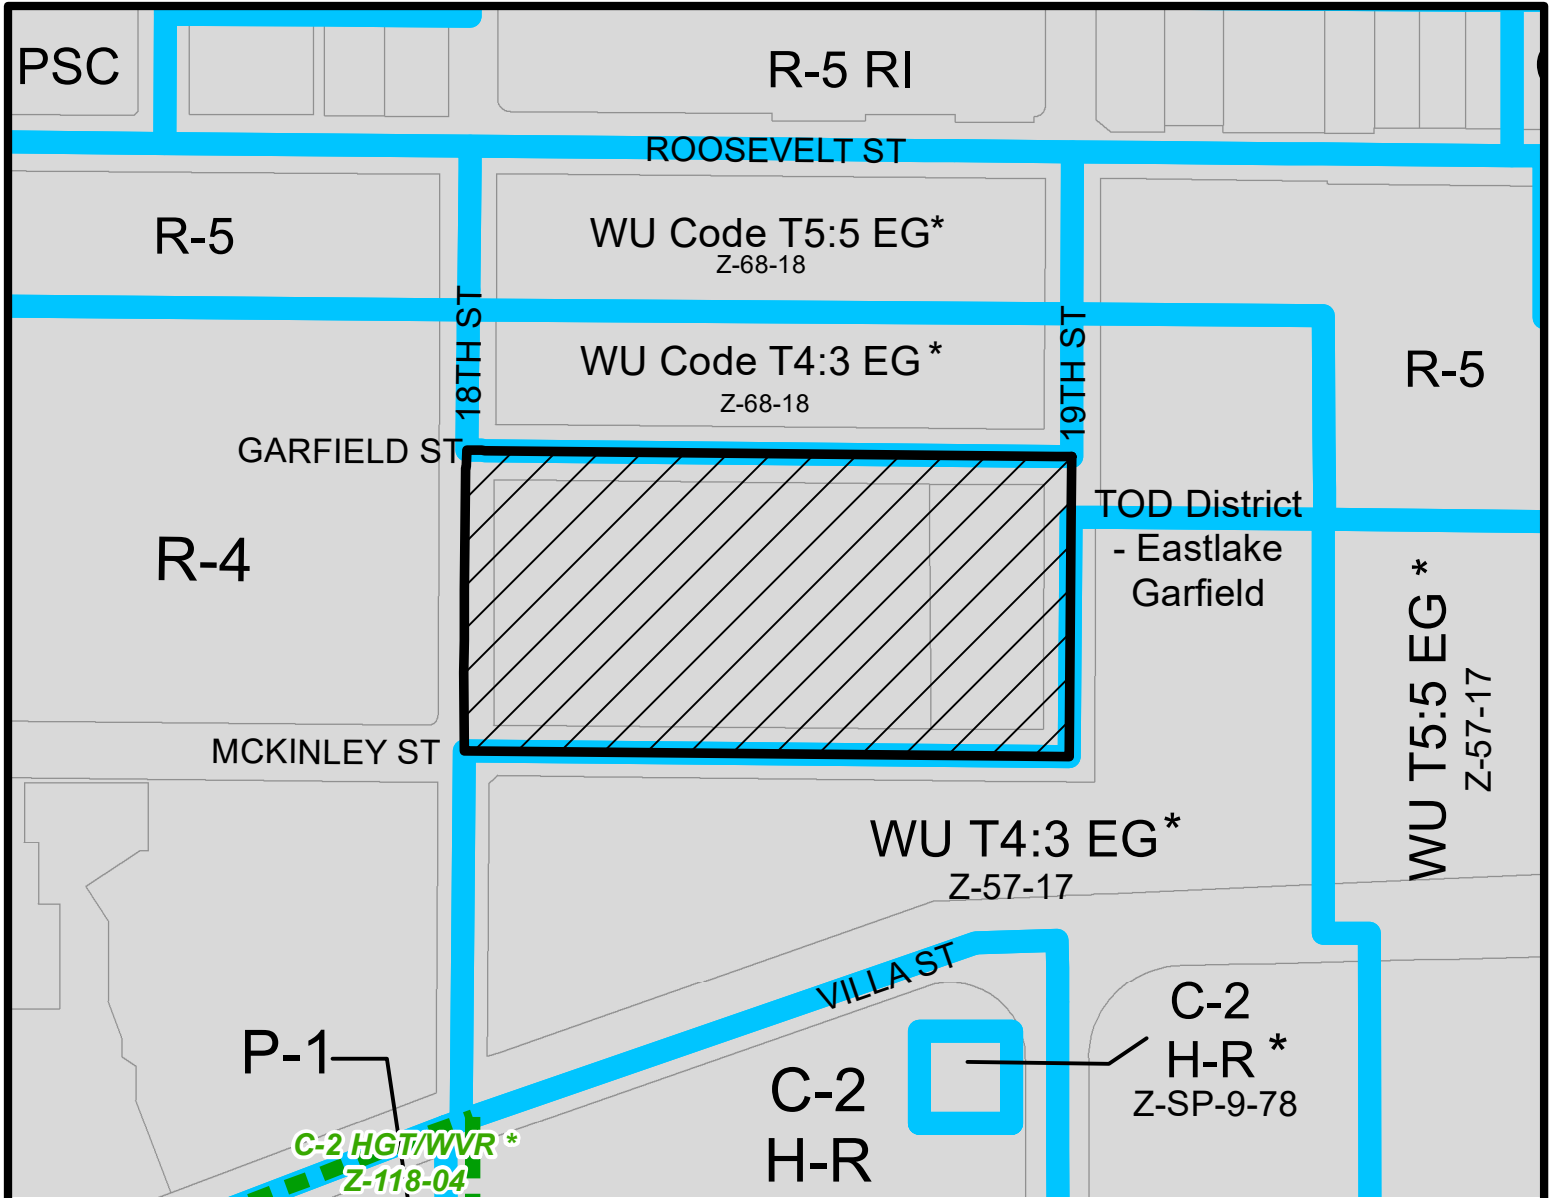 PSC
R-5 RI
ROOSEVELT ST
R-5
WU Code T5:5 EG*
Z-68-18
18TH ST
WU Code T4:3 EG *
Z-68-18
19TH ST
R-5
GARFIELD ST
TOD District
- Eastlake
Garfield
R-4
WU T5:5 EG *
Z-57-17
MCKINLEY ST
WU T4:3 EG*
Z-57-17
VILLA ST
C-2
H-R *
Z-SP-9-78
P-1
C-2
H-R
C-2 HGT/WVR *
Z-118-04